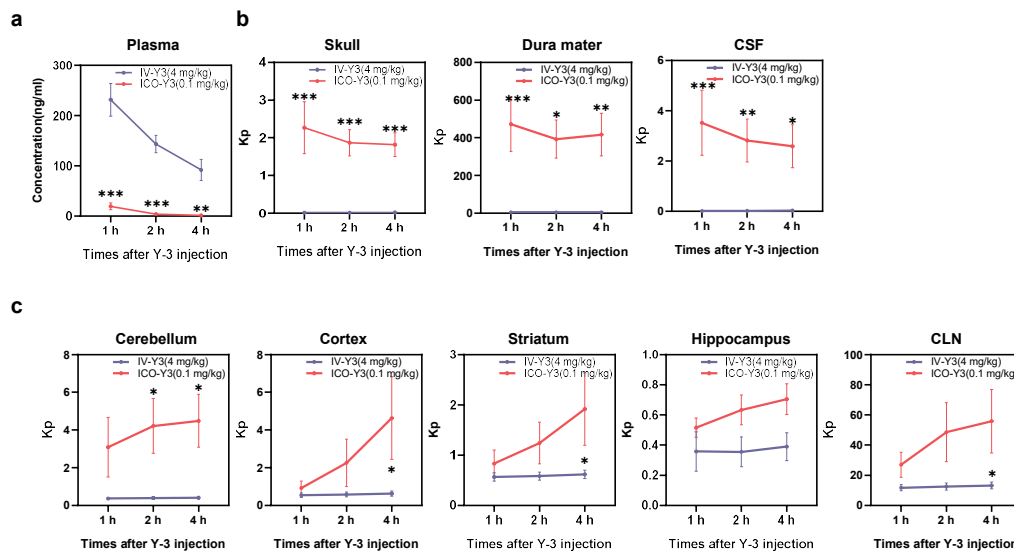 a
Plasma
IV-Y3(4 mg/kg)
ICO-Y3(0.1 mg/kg)
Concentration(ng/ml)
300
200
100
0
***
***
**
1 h
2 h
4 h
Times after Y-3 injection
b
Skull
IV-Y3(4 mg/kg)
ICO-Y3(0.1 mg/kg)
Kp
4
3
2
1
0
***
***
***
1 h
2 h
4 h
Times after Y-3 injection
Dura mater
IV-Y3(4 mg/kg)
ICO-Y3(0.1 mg/kg)
Kp
800
600
400
200
0
***
*
**
1 h
2 h
4 h
Times after Y-3 injection
CSF
IV-Y3(4 mg/kg)
ICO-Y3(0.1 mg/kg)
Kp
6
4
2
0
***
**
*
1 h
2 h
4 h
Times after Y-3 injection
c
Cerebellum
IV-Y3(4 mg/kg)
ICO-Y3(0.1 mg/kg)
Kp
8
6
4
2
0
*
*
1 h
2 h
4 h
Times after Y-3 injection
Cortex
IV-Y3(4 mg/kg)
ICO-Y3(0.1 mg/kg)
Kp
8
6
4
2
0
*
1 h
2 h
4 h
Times after Y-3 injection
Striatum
IV-Y3(4 mg/kg)
ICO-Y3(0.1 mg/kg)
Kp
3
2
1
0
*
1 h
2 h
4 h
Times after Y-3 injection
Hippocampus
IV-Y3(4 mg/kg)
ICO-Y3(0.1 mg/kg)
Kp
1.0
0.8
0.6
0.4
0.2
0.0
1 h
2 h
4 h
Times after Y-3 injection
CLN
IV-Y3(4 mg/kg)
ICO-Y3(0.1 mg/kg)
Kp
100
80
60
40
20
0
*
1 h
2 h
4 h
Times after Y-3 injection